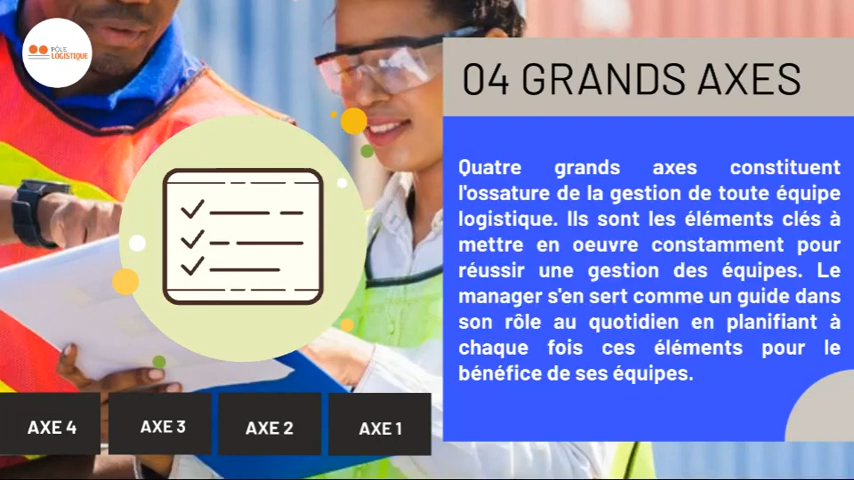 PÔLE
LOGISTIQUE
04 GRANDS AXES
Quatre grands axes constituent
l'ossature de la gestion de toute équipe
logistique. Ils sont les éléments clés à
mettre en oeuvre constamment pour
réussir une gestion des équipes. Le
manager s'en sert comme un guide dans
son rôle au quotidien en planifiant à
chaque fois ces éléments pour le
bénéfice de ses équipes.
AXE 4
AXE 3
AXE 2
AXE 1